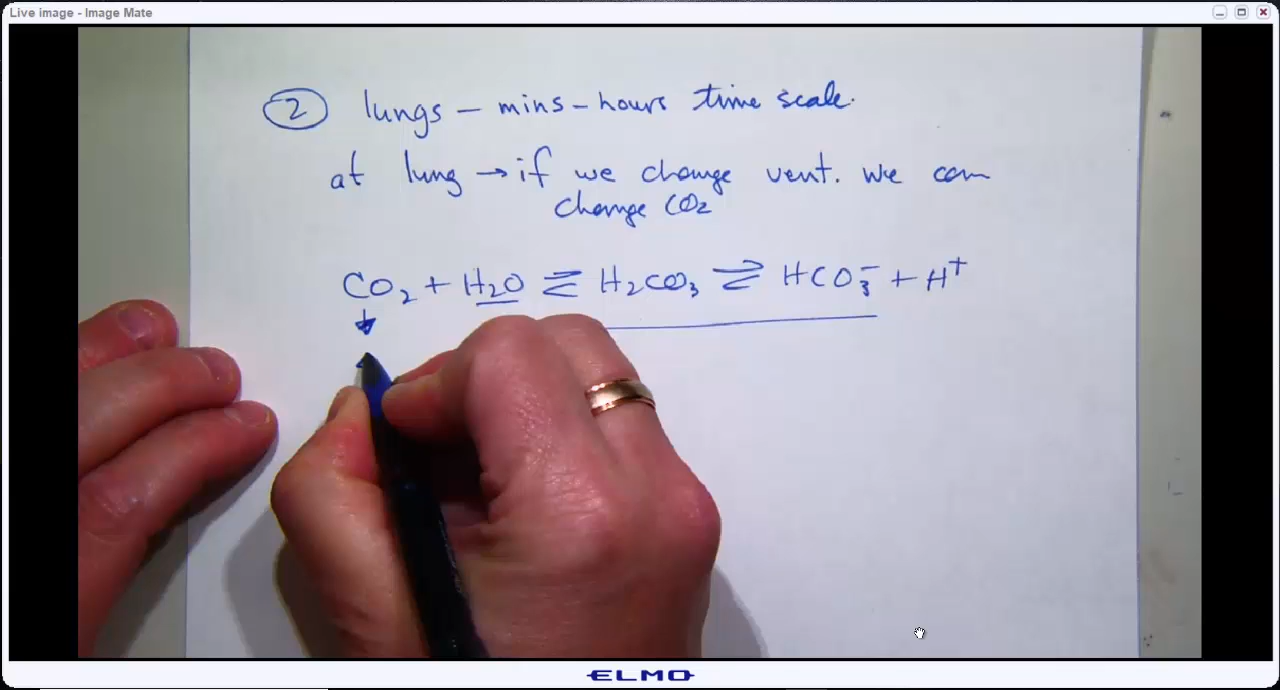 Live image - Image Mate
② lungs – mins – hours time scale.
at lung → if we change vent. we can
change CO₂
CO₂ + H₂O ⇌ H₂CO₃ ⇌ HCO₃⁻ + H⁺
↓
ELMO